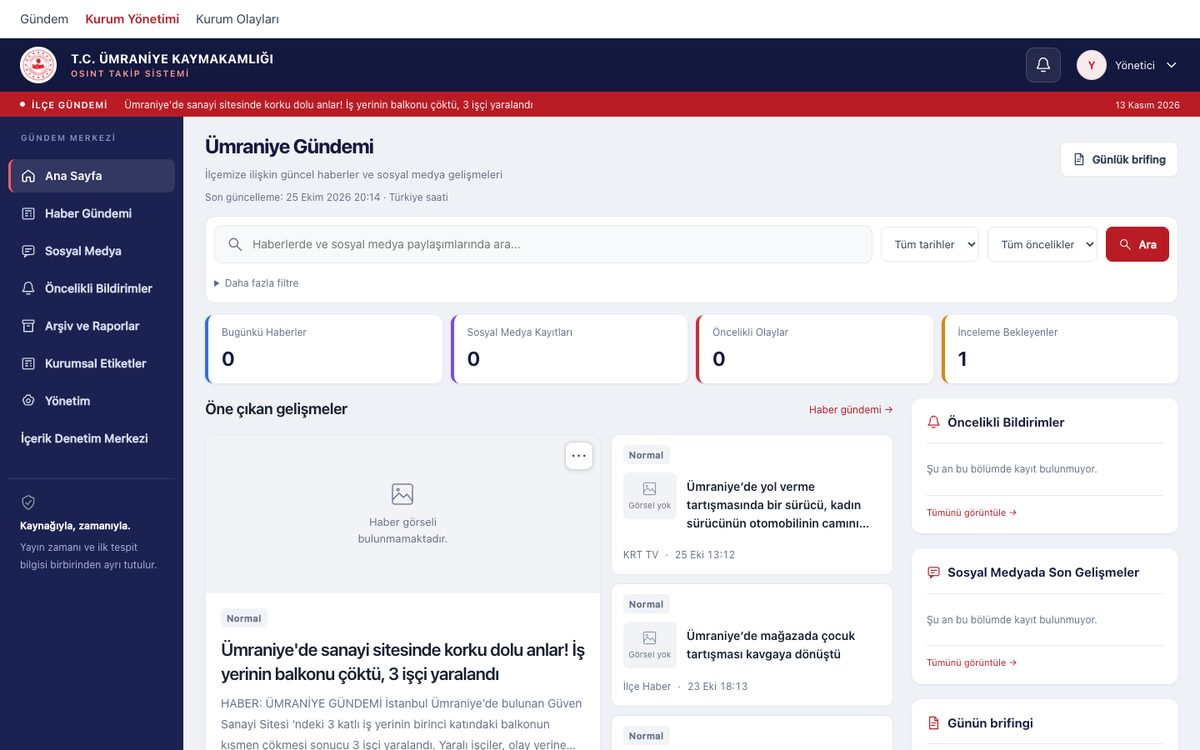 Gündem Kurum Yönetimi Kurum Olayları
T.C. ÜMRANİYE KAYMAKAMLIĞI
OSINT TAKİP SİSTEMİ
Y Yönetici
İLÇE GÜNDEMİ Ümraniye'de sanayi sitesinde korku dolu anlar! İş yerinin balkonu çöktü, 3 işçi yaralandı 13 Kasım 2026
GÜNDEM MERKEZİ
Ana Sayfa
Haber Gündemi
Sosyal Medya
Öncelikli Bildirimler
Arşiv ve Raporlar
Kurumsal Etiketler
Yönetim
İçerik Denetim Merkezi
Kaynağıyla, zamanıyla.
Yayın zamanı ve ilk tespit
bilgisi birbirinden ayrı tutulur.
Ümraniye Gündemi
İlçemize ilişkin güncel haberler ve sosyal medya gelişmeleri
Son güncelleme: 25 Ekim 2026 20:14 · Türkiye saati
Günlük brifing
Haberlerde ve sosyal medya paylaşımlarında ara...
Tüm tarihler
Tüm öncelikler
Ara
Daha fazla filtre
Bugünkü Haberler
0
Sosyal Medya Kayıtları
0
Öncelikli Olaylar
0
İnceleme Bekleyenler
1
Öne çıkan gelişmeler
Haber gündemi →
Haber görseli
bulunmamaktadır.
Normal
Ümraniye'de sanayi sitesinde korku dolu anlar! İş
yerinin balkonu çöktü, 3 işçi yaralandı
HABER: ÜMRANİYE GÜNDEMİ İstanbul Ümraniye'de bulunan Güven
Sanayi Sitesi 'ndeki 3 katlı iş yerinin birinci katındaki balkonun
kısmen çökmesi sonucu 3 işçi yaralandı. Yaralı işçiler, olay yerine...
Normal
Görsel yok
Ümraniye’de yol verme
tartışmasında bir sürücü, kadın
sürücünün otomobilinin camını...
KRT TV · 25 Eki 13:12
Normal
Görsel yok
Ümraniye’de mağazada çocuk
tartışması kavgaya dönüştü
İlçe Haber · 23 Eki 18:13
Normal
Öncelikli Bildirimler
Şu an bu bölümde kayıt bulunmuyor.
Tümünü görüntüle →
Sosyal Medyada Son Gelişmeler
Şu an bu bölümde kayıt bulunmuyor.
Tümünü görüntüle →
Günün brifingi